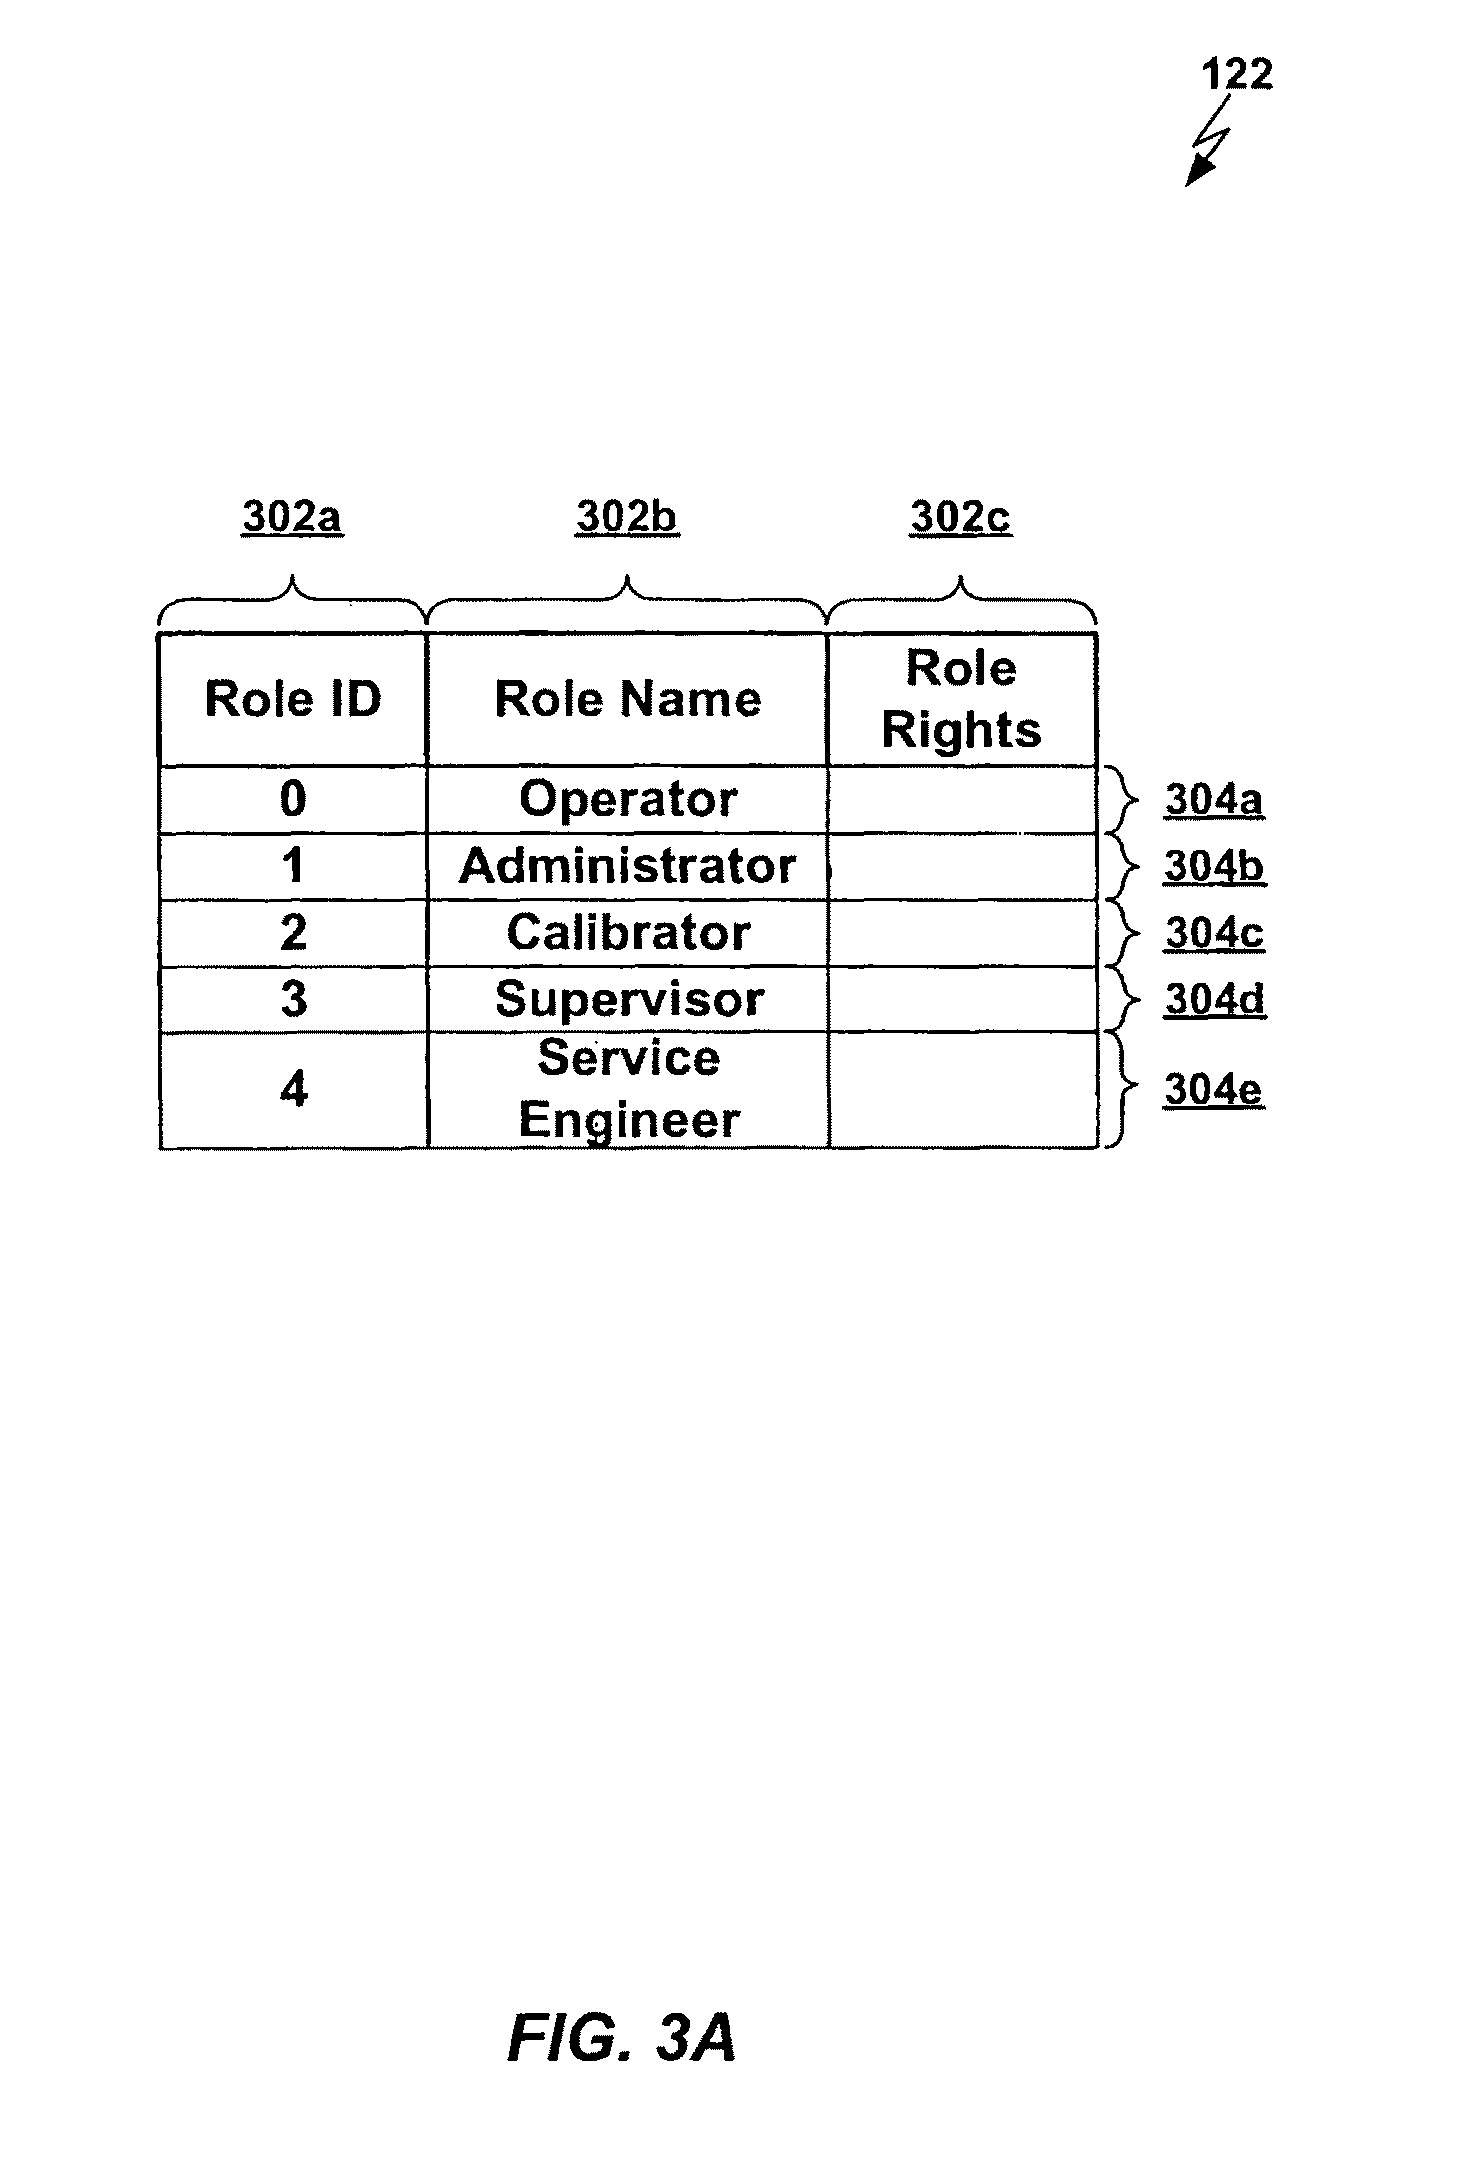 122
302a 302b 302c
Role ID Role Name Role Rights
0 Operator 304a
1 Administrator 304b
2 Calibrator 304c
3 Supervisor 304d
4 Service Engineer 304e
FIG. 3A